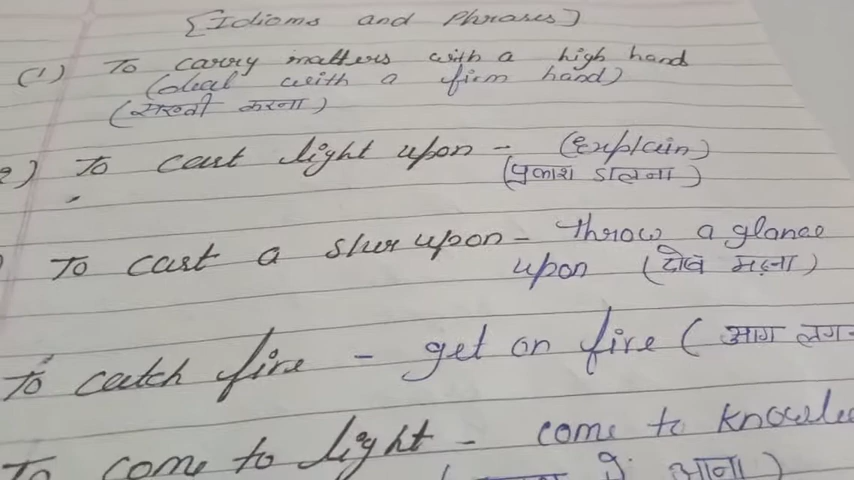 [Idioms and Phrases]
(1) To carry matters with a high hand
(deal with a firm hand)
(सख्ती करना)
2) To cast light upon - (Explain)
(प्रकाश डालना)
To cast a slur upon - throw a glance
upon (दोष मढ़ना)
To catch fire - get on fire (आग
To come to light - come to
आना)